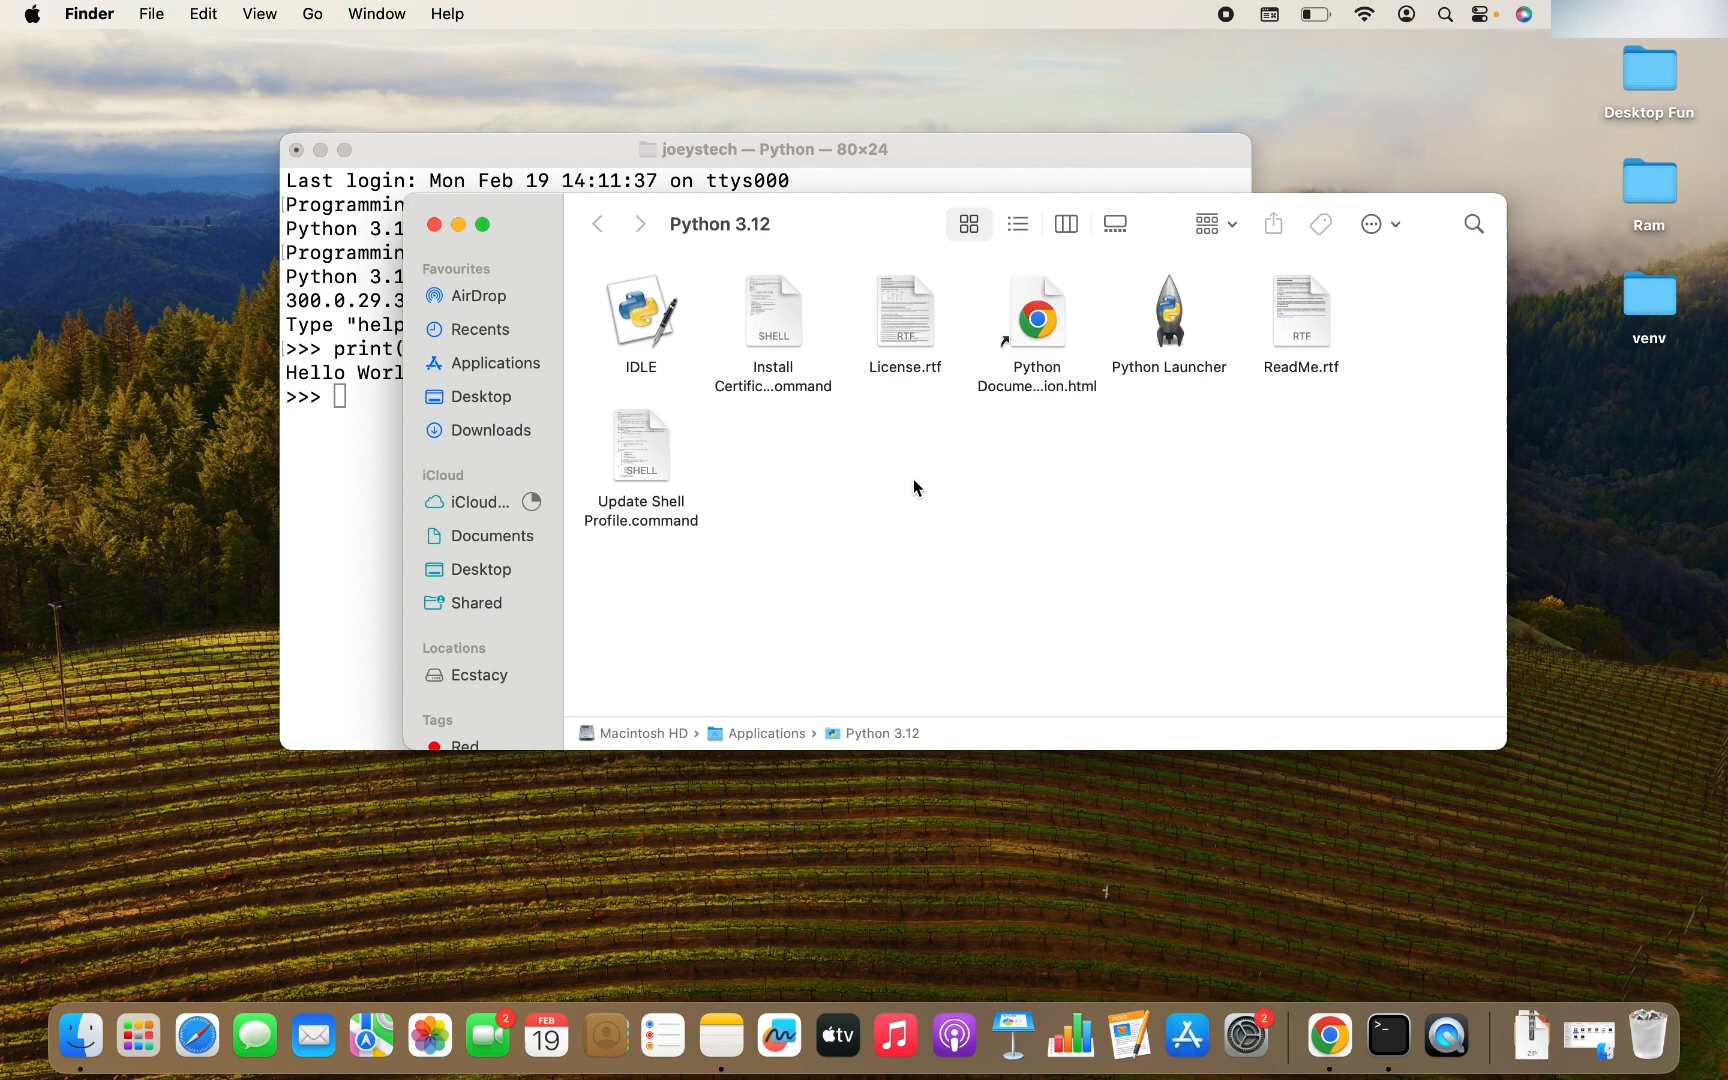 Finder File Edit View Go Window Help
Desktop Fun
Ram
venv
joeystech — Python — 80×24
Last login: Mon Feb 19 14:11:37 on ttys000
Python 3.1
Python 3.1
300.0.29.3
Type "help
>>> print(
>>>
Python 3.12
Favourites
AirDrop
Recents
Applications
Desktop
Downloads
iCloud
iCloud...
Documents
Desktop
Shared
Locations
Ecstacy
Tags
Red
IDLE
SHELL
Install
Certific...ommand
RTF
License.rtf
Python
Docume...ion.html
Python Launcher
RTF
ReadMe.rtf
SHELL
Update Shell
Profile.command
Macintosh HD › Applications › Python 3.12
2
FEB
19
tv
2
>_
ZIP